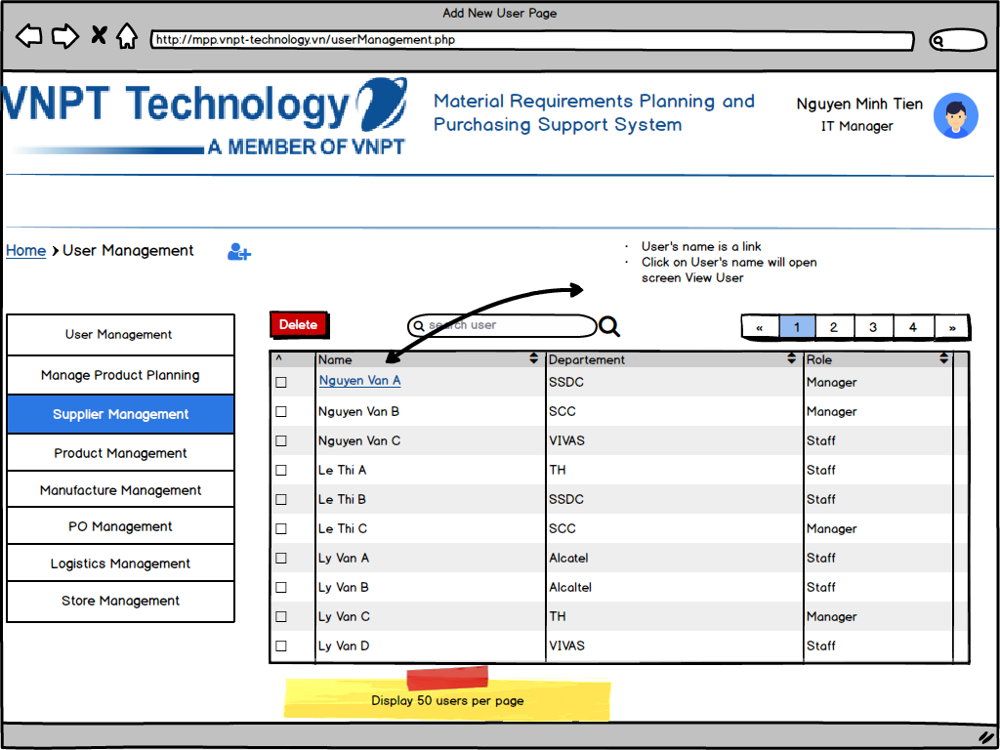 Add New User Page
http://mpp.vnpt-technology.vn/userManagement.php
VNPT Technology
A MEMBER OF VNPT
Material Requirements Planning and
Purchasing Support System
Nguyen Minh Tien
IT Manager
Home > User Management
· User's name is a link
· Click on User's name will open
screen View User
User Management
Manage Product Planning
Supplier Management
Product Management
Manufacture Management
PO Management
Logistics Management
Store Management
Delete
search user
« 1 2 3 4 »
^ Name Departement Role
Nguyen Van A SSDC Manager
Nguyen Van B SCC Manager
Nguyen Van C VIVAS Staff
Le Thi A TH Staff
Le Thi B SSDC Staff
Le Thi C SCC Manager
Ly Van A Alcatel Staff
Ly Van B Alcaltel Staff
Ly Van C TH Manager
Ly Van D VIVAS Staff
Display 50 users per page